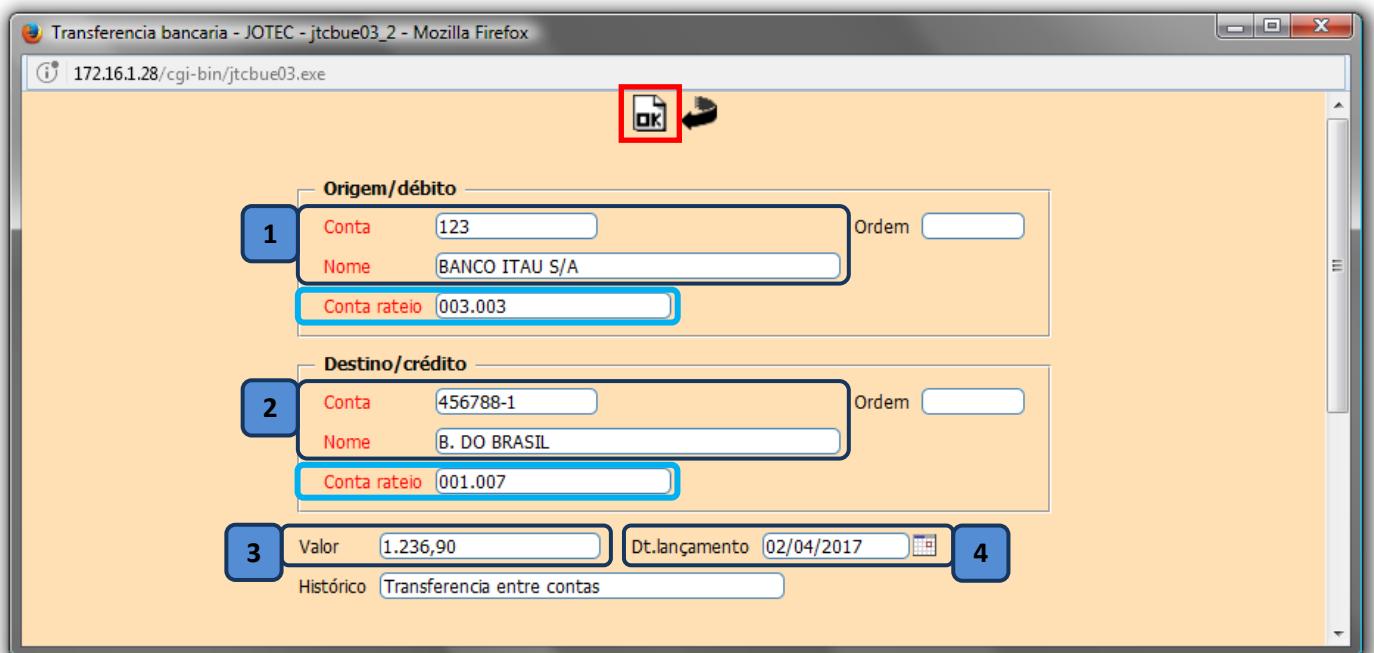 Transferencia bancaria - JOTEC - jtcbue03_2 - Mozilla Firefox
172.16.1.28/cgi-bin/jtcbue03.exe
OK
Origem/débito
1
Conta 123 Ordem
Nome BANCO ITAU S/A
Conta rateio 003.003
Destino/crédito
2
Conta 456788-1 Ordem
Nome B. DO BRASIL
Conta rateio 001.007
3 Valor 1.236,90 Dt.lançamento 02/04/2017 4
Histórico Transferencia entre contas